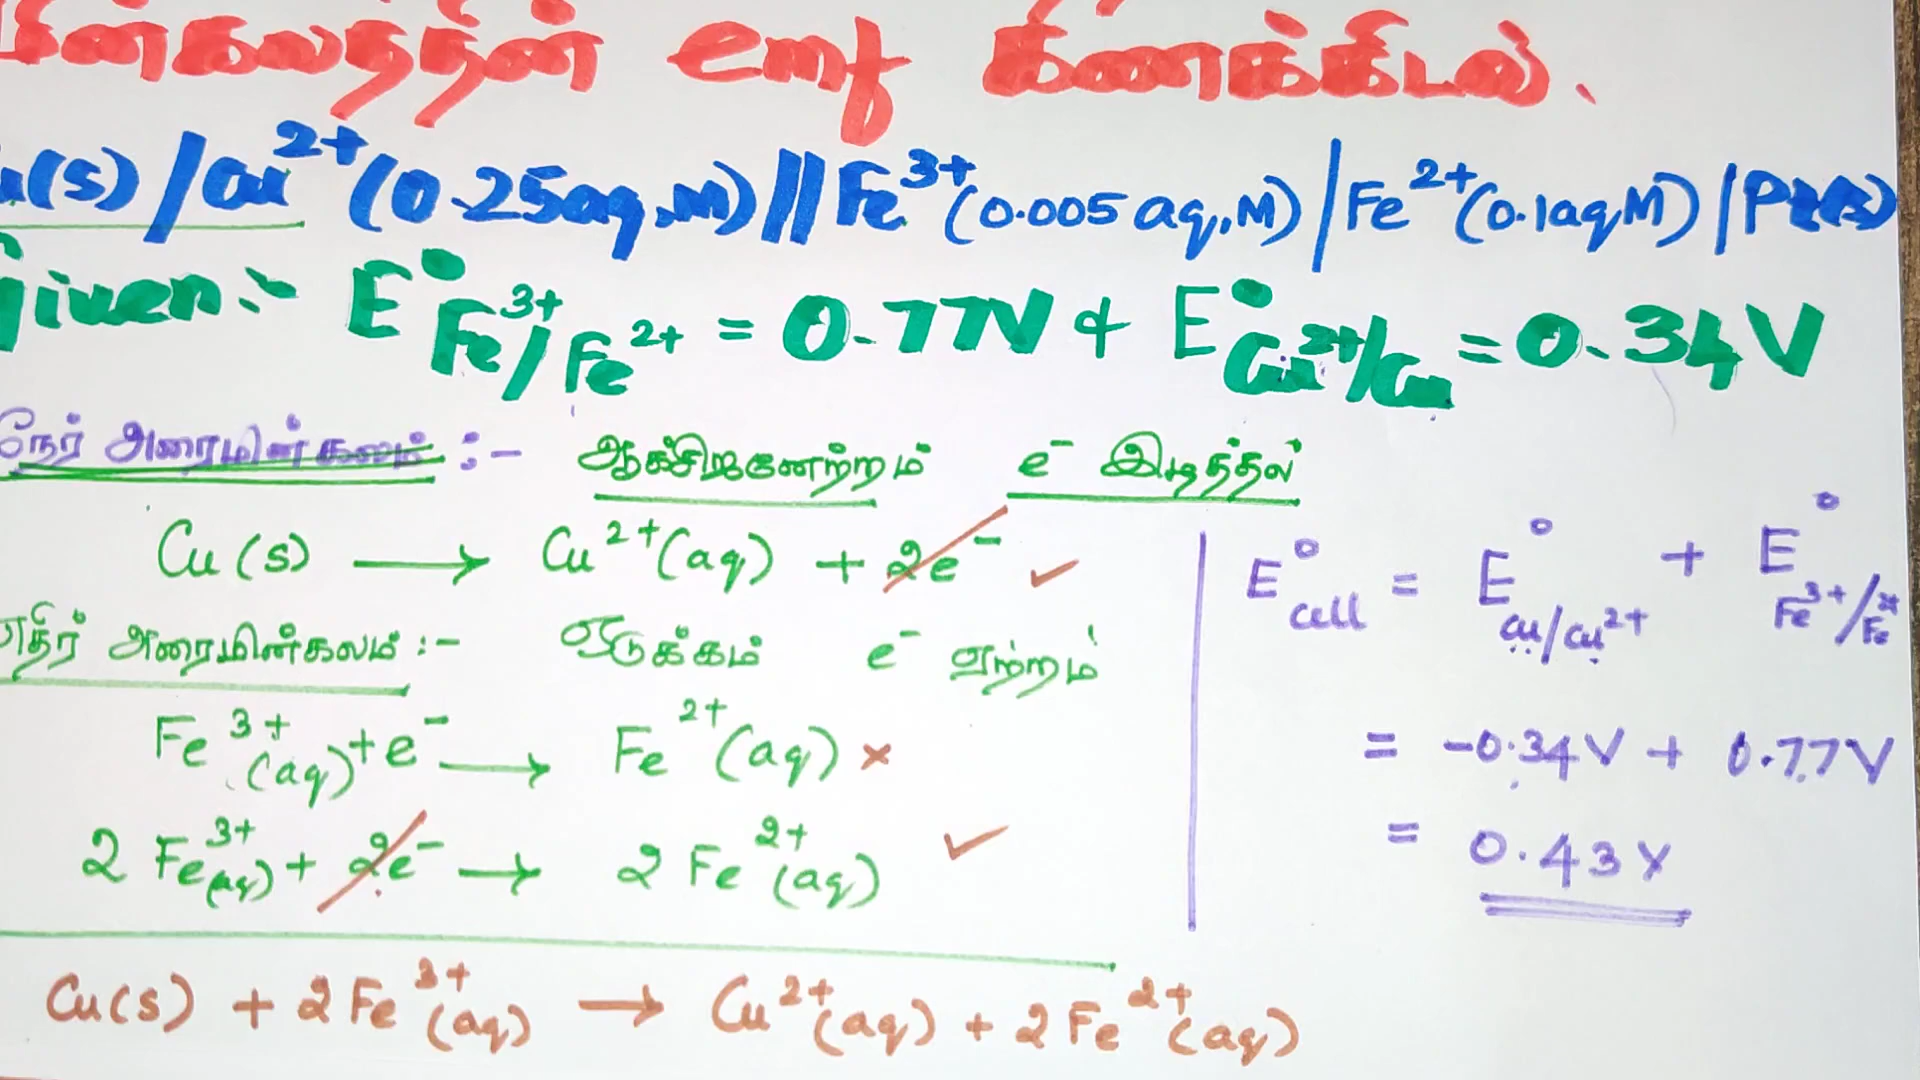 மின்கலத்தின் emf கணக்கிடல்.
u(s) / Cu²⁺ (0.25aq,M) // Fe³⁺ (0.005 aq,M) / Fe²⁺ (0.1aqM) / Pt(s)
Given:- E° Fe³⁺/Fe²⁺ = 0.77V & E° Cu²⁺/Cu = 0.34V
நேர் அரைமின்கலம் :- ஆக்சிஜனேற்றம் e⁻ இடித்தல்
Cu(s) ⟶ Cu²⁺(aq) + 2e⁻ ✓
எதிர் அரைமின்கலம் :- ஒடுக்கம் e⁻ ஏற்றம்
Fe³⁺(aq) + e⁻ ⟶ Fe²⁺(aq) ×
2 Fe³⁺(aq) + 2e⁻ → 2 Fe²⁺(aq) ✓
Cu(s) + 2Fe³⁺(aq) → Cu²⁺(aq) + 2Fe²⁺(aq)
E° cell = E° Cu/Cu²⁺ + E° Fe³⁺/Fe²⁺
= -0.34V + 0.77V
= 0.43V